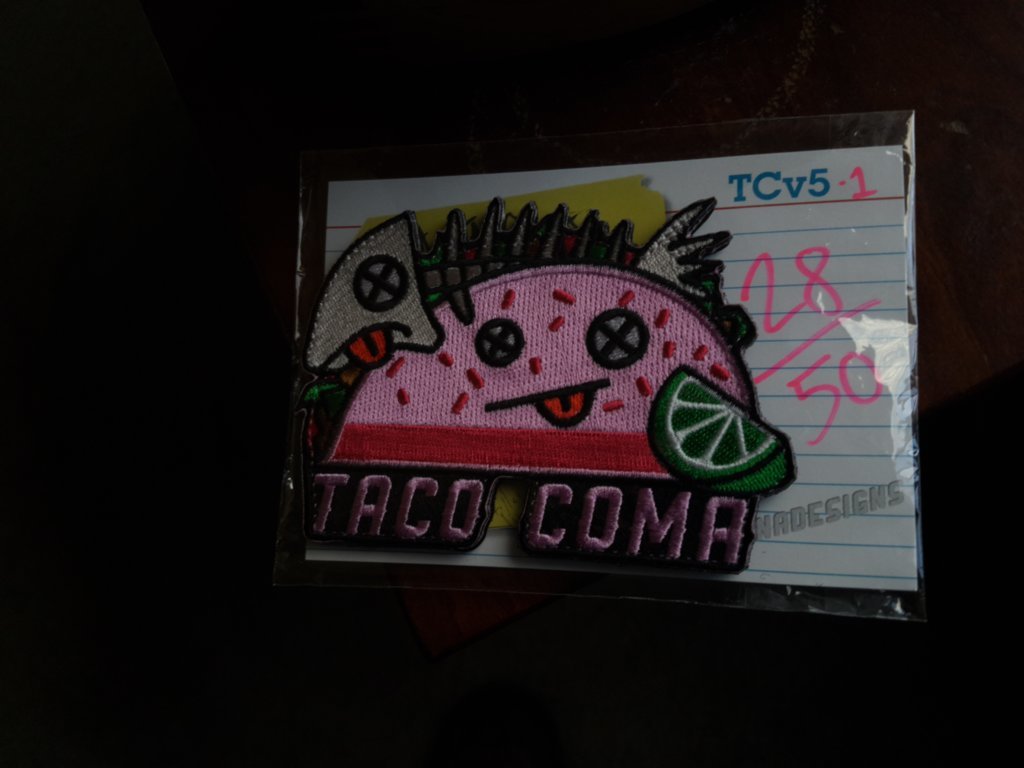 TCv5.1
28/50
NADESIGNS
TACO COMA